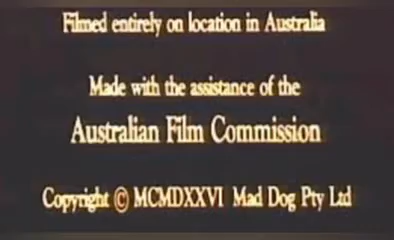 Filmed entirely on location in Australia
Made with the assistance of the
Australian Film Commission
Copyright © MCMDXXVI Mad Dog Pty Ltd